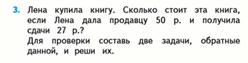 3. Лена купила книгу. Сколько стоит эта книга,
если Лена дала продавцу 50 р. и получила
сдачи 27 р.?
Для проверки составь две задачи, обратные
данной, и реши их.